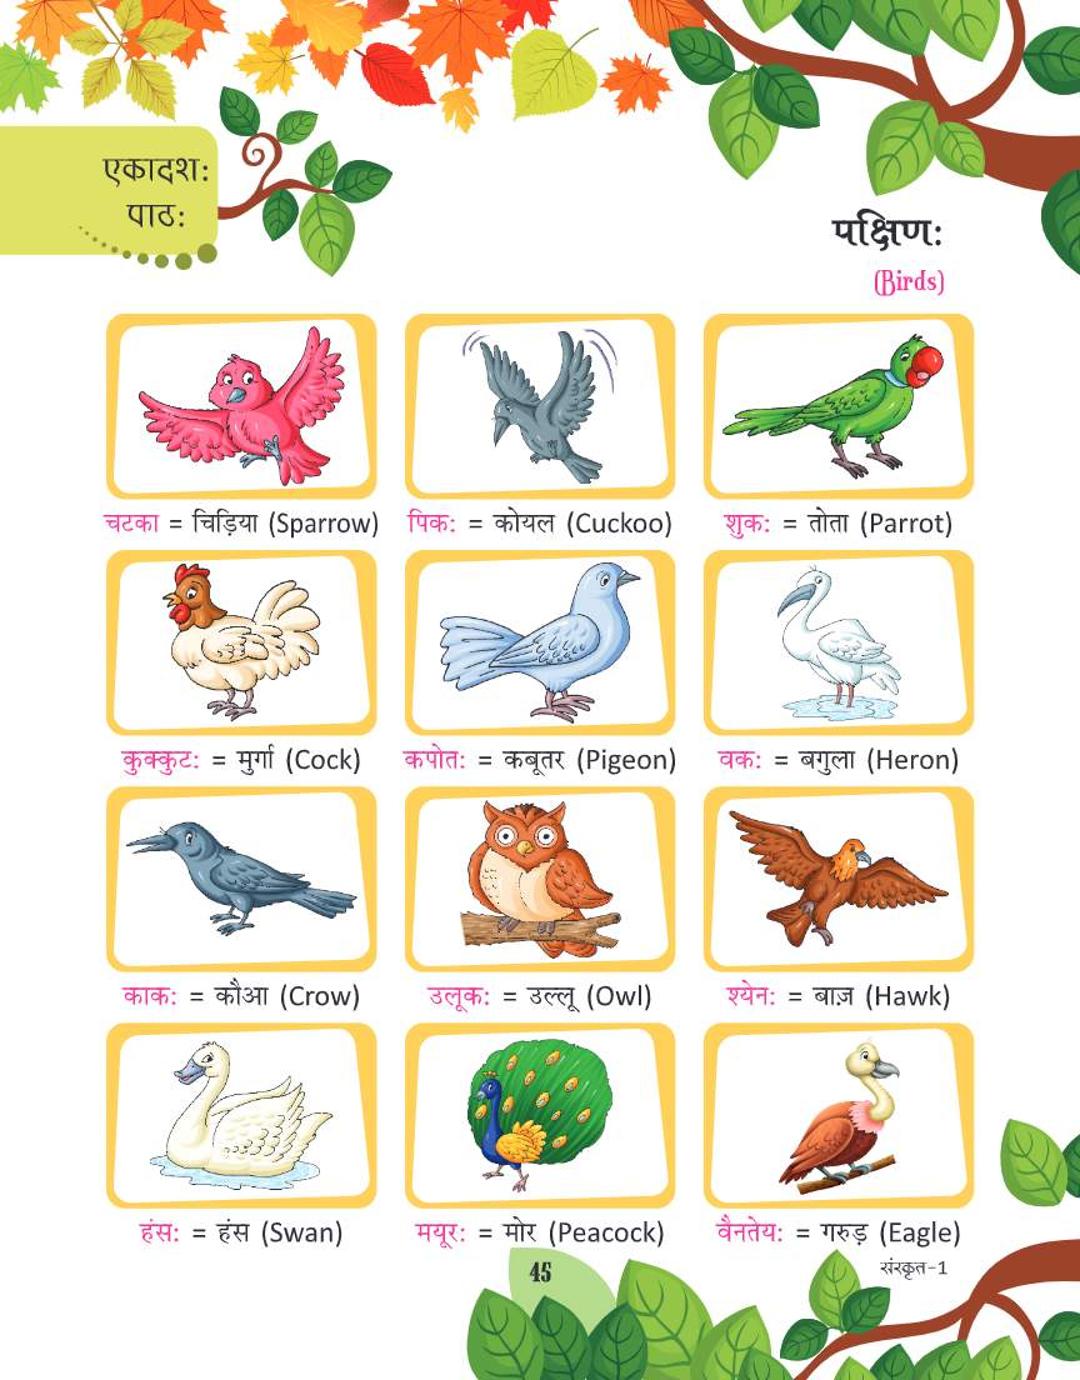 एकादशः
पाठः
पक्षिणः
(Birds)
चटका = चिड़िया (Sparrow)
पिकः = कोयल (Cuckoo)
शुकः = तोता (Parrot)
कुक्कुटः = मुर्गा (Cock)
कपोतः = कबूतर (Pigeon)
वकः = बगुला (Heron)
काकः = कौआ (Crow)
उलूकः = उल्लू (Owl)
श्येनः = बाज़ (Hawk)
हंसः = हंस (Swan)
मयूरः = मोर (Peacock)
वैनतेयः = गरुड़ (Eagle)
45
संस्कृत-1